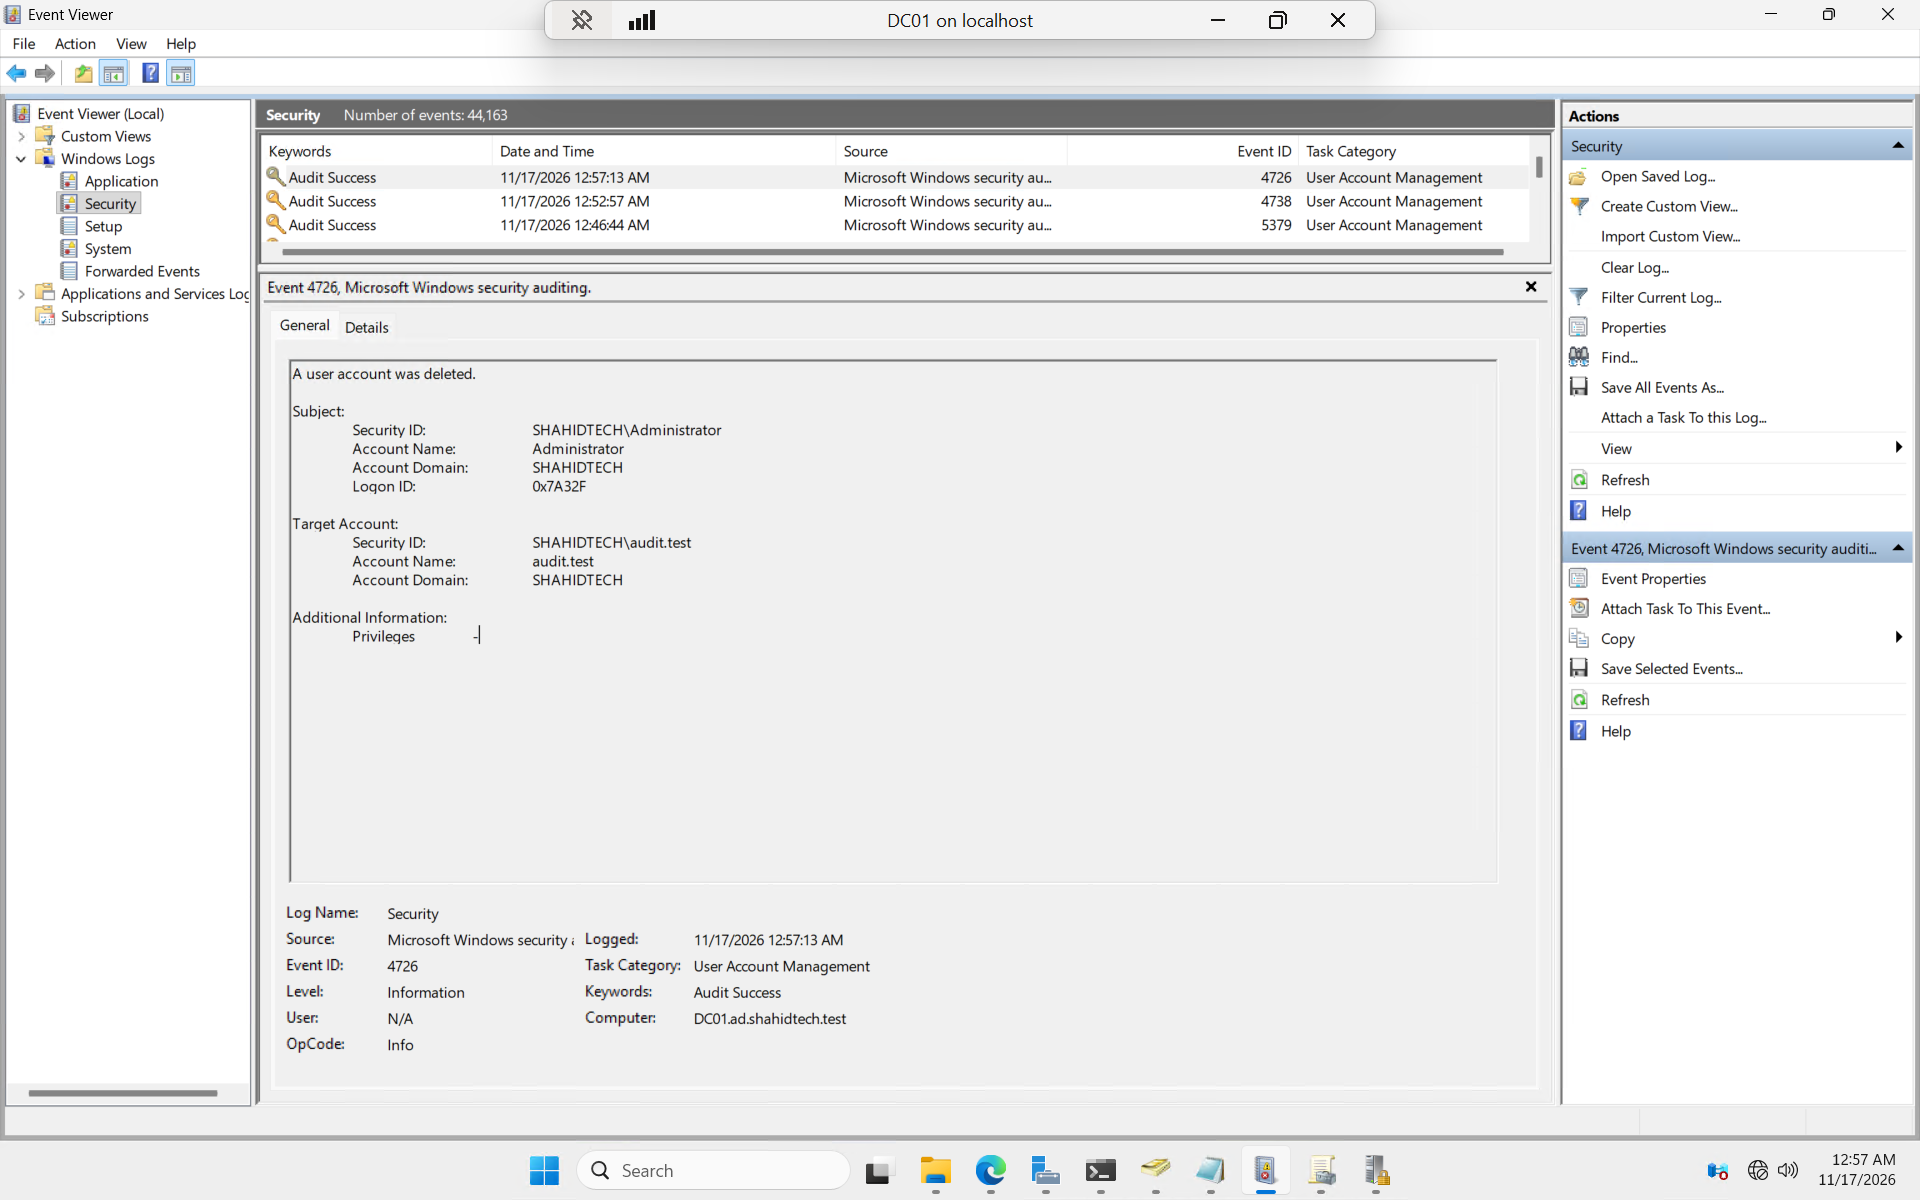 Event Viewer
DC01 on localhost
File Action View Help
Event Viewer (Local)
Custom Views
Windows Logs
Application
Security
Setup
System
Forwarded Events
Applications and Services Log
Subscriptions
Security Number of events: 44,163
Keywords Date and Time Source Event ID Task Category
Audit Success 11/17/2026 12:57:13 AM Microsoft Windows security au... 4726 User Account Management
Audit Success 11/17/2026 12:52:57 AM Microsoft Windows security au... 4738 User Account Management
Audit Success 11/17/2026 12:46:44 AM Microsoft Windows security au... 5379 User Account Management
Event 4726, Microsoft Windows security auditing.
General Details
A user account was deleted.
Subject:
Security ID: SHAHIDTECH\Administrator
Account Name: Administrator
Account Domain: SHAHIDTECH
Logon ID: 0x7A32F
Target Account:
Security ID: SHAHIDTECH\audit.test
Account Name: audit.test
Account Domain: SHAHIDTECH
Additional Information:
Privileges -
Log Name: Security
Source: Microsoft Windows security Logged: 11/17/2026 12:57:13 AM
Event ID: 4726 Task Category: User Account Management
Level: Information Keywords: Audit Success
User: N/A Computer: DC01.ad.shahidtech.test
OpCode: Info
Actions
Security
Open Saved Log...
Create Custom View...
Import Custom View...
Clear Log...
Filter Current Log...
Properties
Find...
Save All Events As...
Attach a Task To this Log...
View
Refresh
Help
Event 4726, Microsoft Windows security auditi...
Event Properties
Attach Task To This Event...
Copy
Save Selected Events...
Refresh
Help
Search
12:57 AM
11/17/2026